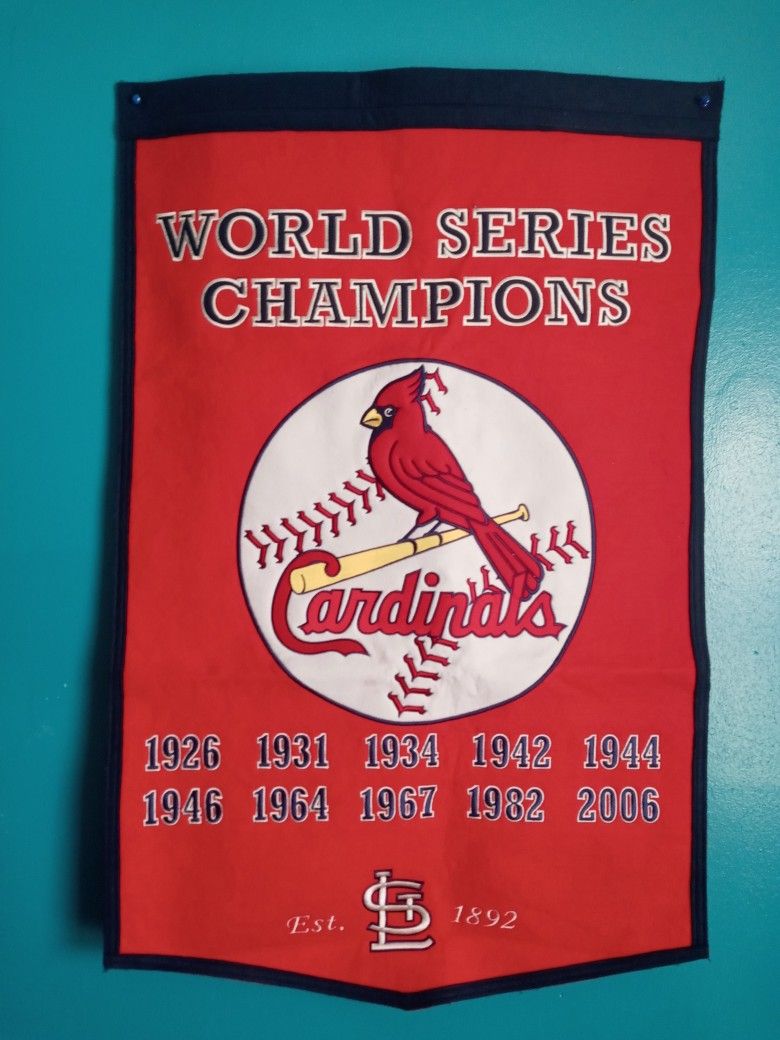 WORLD SERIES
CHAMPIONS
Cardinals
1926 1931 1934 1942 1944
1946 1964 1967 1982 2006
Est. STL 1892